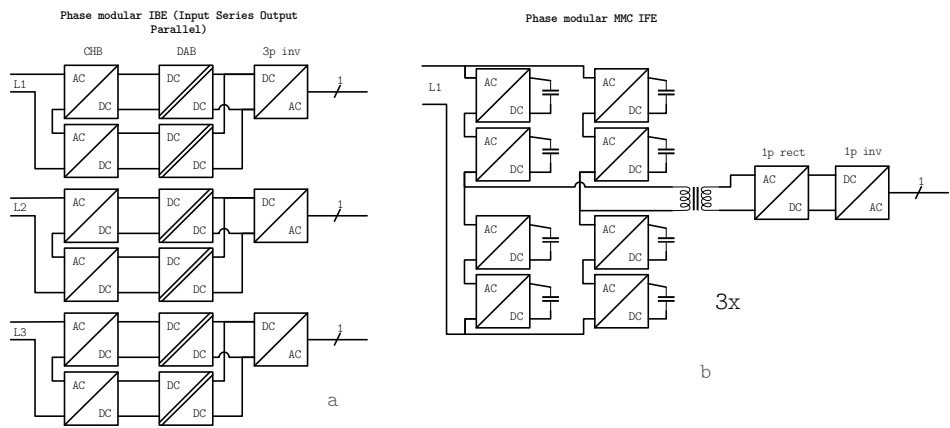 Phase modular IBE (Input Series Output
Parallel)
CHB
DAB
3p inv
L1
AC
DC
DC
DC
DC
AC
1
AC
DC
DC
DC
L2
AC
DC
DC
DC
DC
AC
1
AC
DC
DC
DC
L3
AC
DC
DC
DC
DC
AC
1
AC
DC
DC
DC
a
Phase modular MMC IFE
L1
AC
DC
AC
DC
AC
DC
AC
DC
1p rect
1p inv
AC
DC
DC
AC
1
AC
DC
AC
DC
AC
DC
AC
DC
3x
b